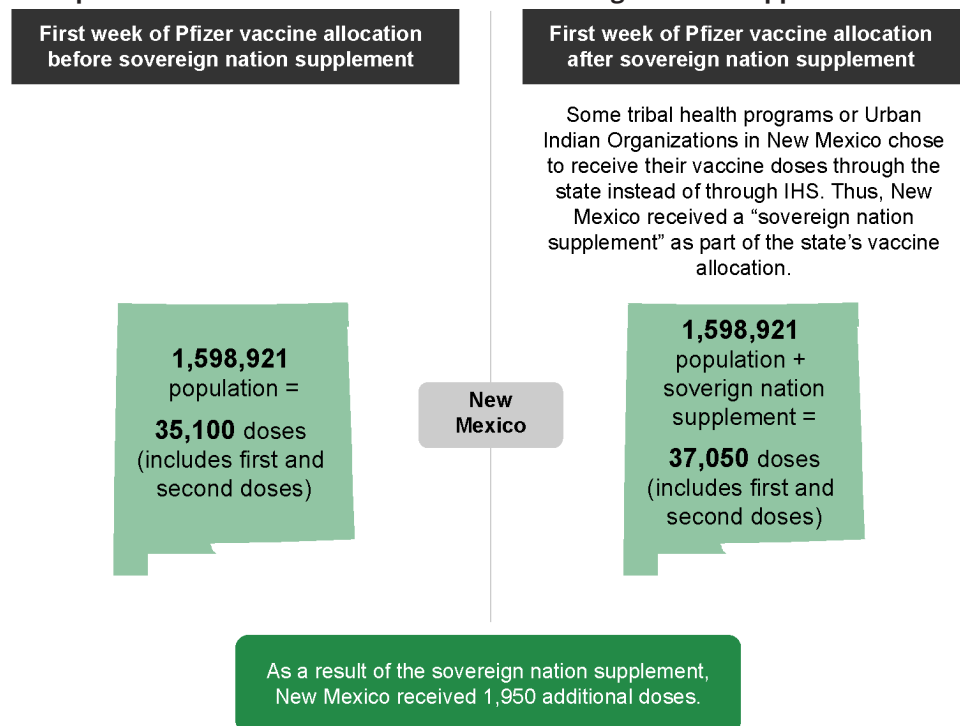 First week of Pfizer vaccine allocation
before sovereign nation supplement
First week of Pfizer vaccine allocation
after sovereign nation supplement
Some tribal health programs or Urban
Indian Organizations in New Mexico chose
to receive their vaccine doses through the
state instead of through IHS. Thus, New
Mexico received a “sovereign nation
supplement” as part of the state’s vaccine
allocation.
1,598,921
population =
35,100 doses
(includes first and
second doses)
New
Mexico
1,598,921
population +
soverign nation
supplement =
37,050 doses
(includes first and
second doses)
As a result of the sovereign nation supplement,
New Mexico received 1,950 additional doses.